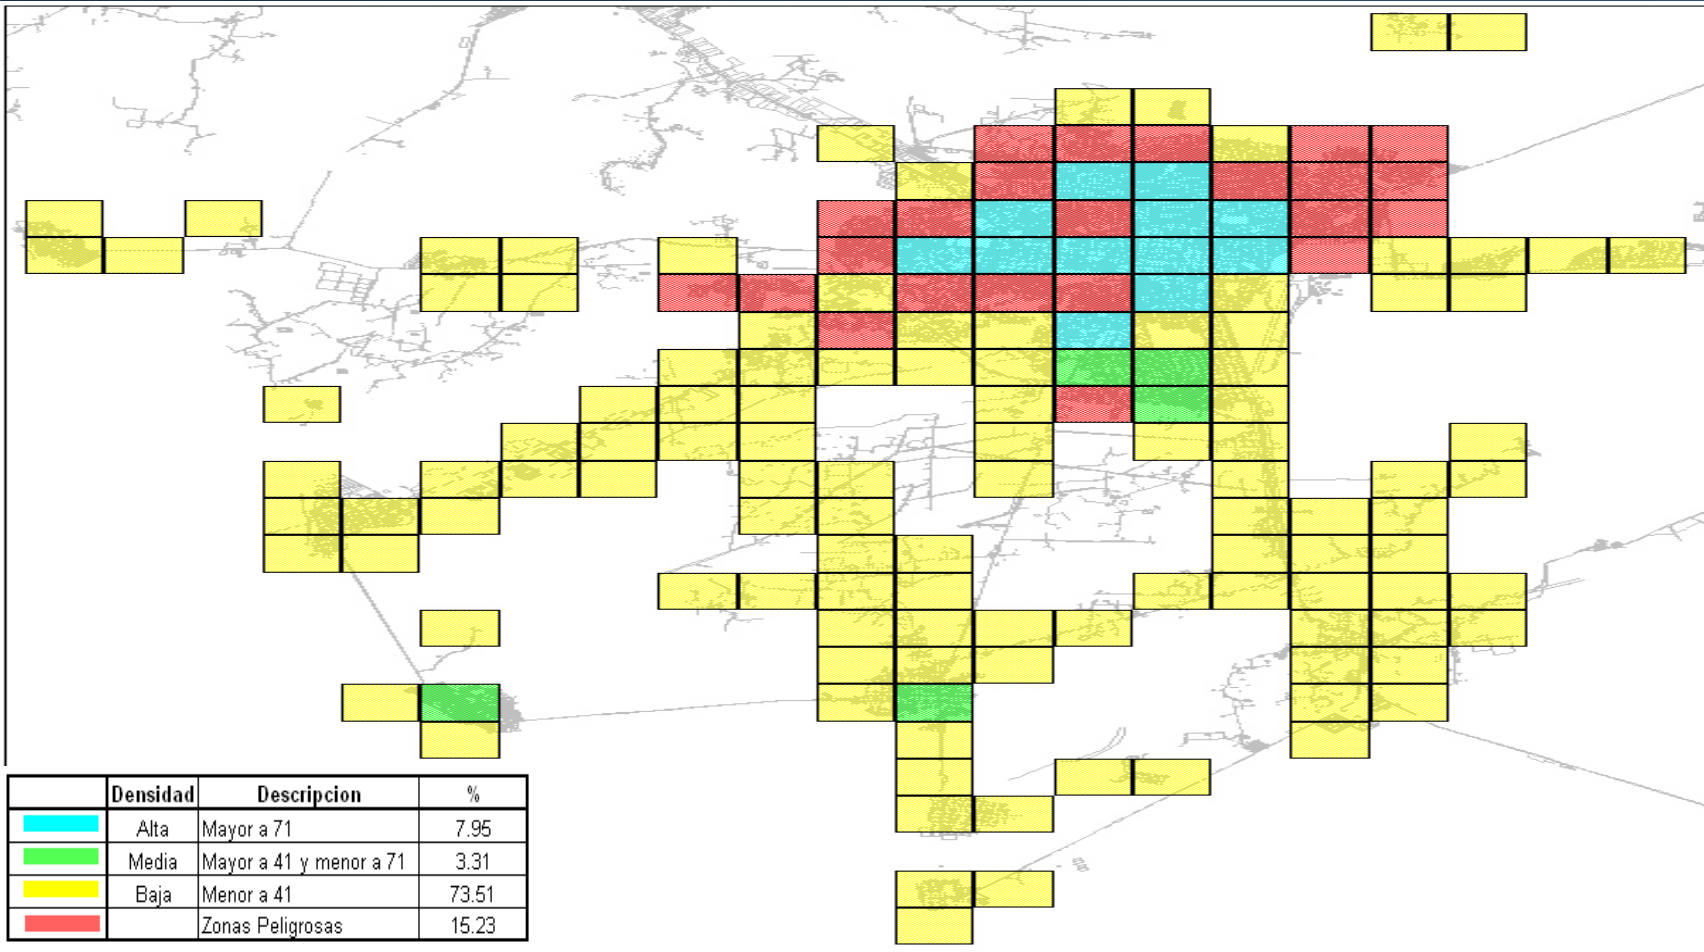 Densidad Descripcion %
Alta Mayor a 71 7.95
Media Mayor a 41 y menor a 71 3.31
Baja Menor a 41 73.51
Zonas Peligrosas 15.23